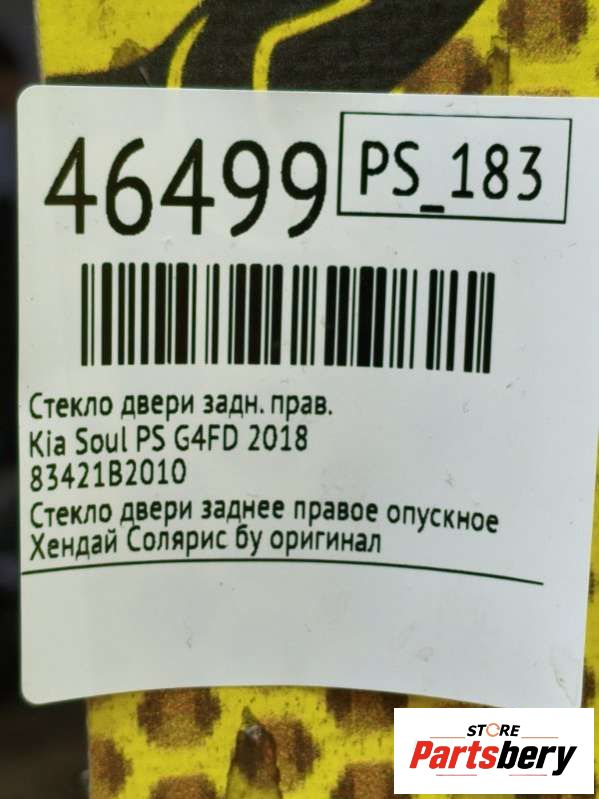 46499
PS_183
Стекло двери задн. прав.
Kia Soul PS G4FD 2018
83421B2010
Стекло двери заднее правое опускное
Хендай Солярис бу оригинал
STORE
Partsbery